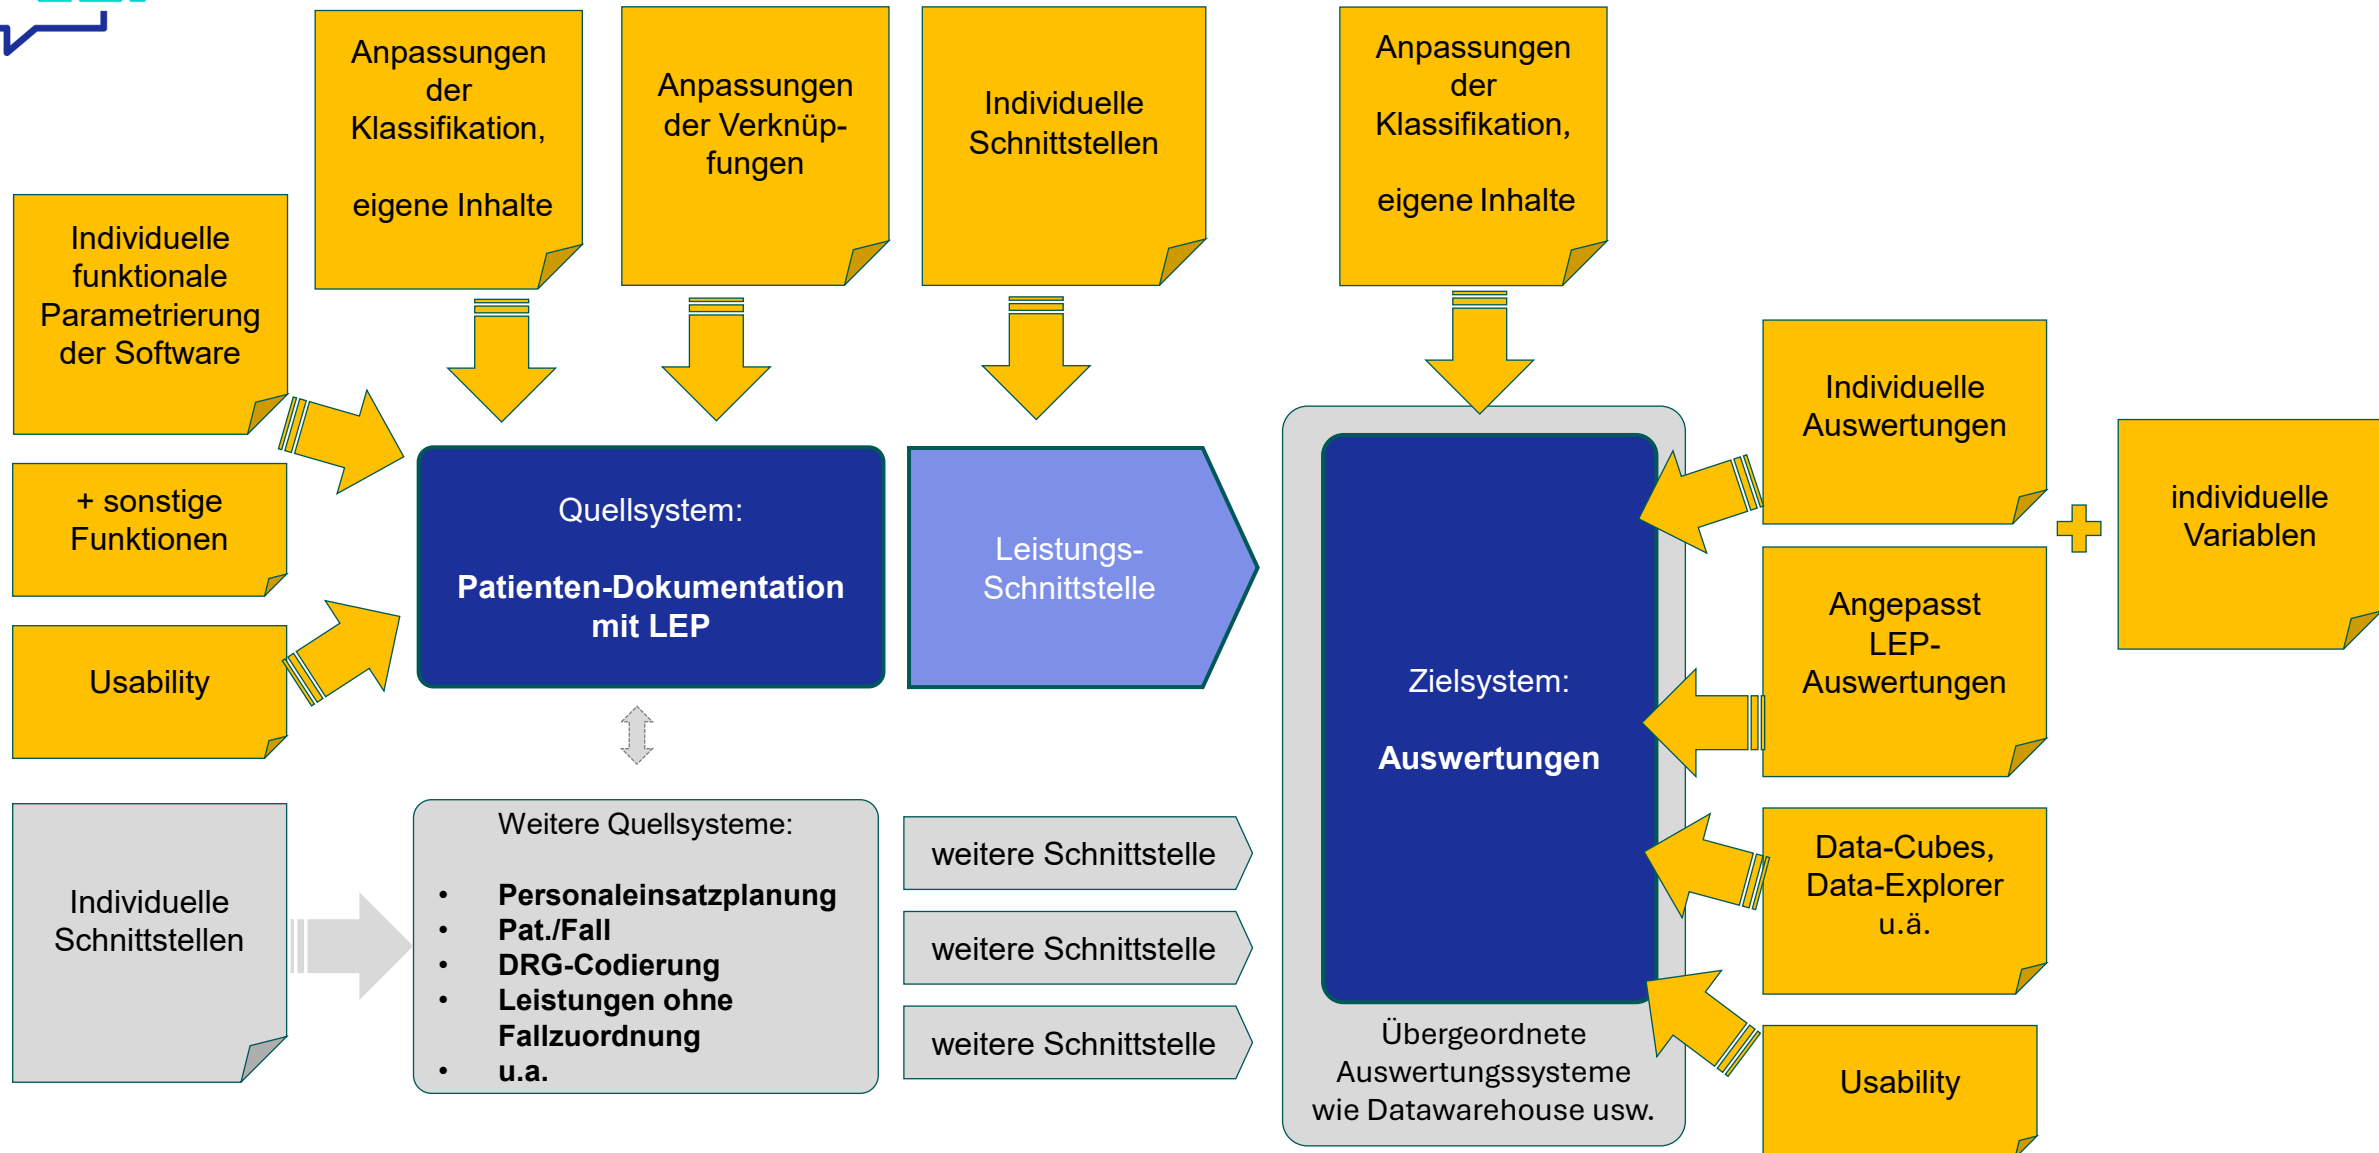 Anpassungen
der
Klassifikation,
eigene Inhalte
Anpassungen
der Verknüp-
fungen
Individuelle
Schnittstellen
Anpassungen
der
Klassifikation,
eigene Inhalte
Individuelle
funktionale
Parametrierung
der Software
+ sonstige
Funktionen
Usability
Quellsystem:
Patienten-Dokumentation
mit LEP
Leistungs-
Schnittstelle
Zielsystem:
Auswertungen
Individuelle
Auswertungen
individuelle
Variablen
Angepasst
LEP-
Auswertungen
Data-Cubes,
Data-Explorer
u.ä.
Usability
Individuelle
Schnittstellen
Weitere Quellsysteme:
• Personaleinsatzplanung
• Pat./Fall
• DRG-Codierung
• Leistungen ohne
Fallzuordnung
• u.a.
weitere Schnittstelle
weitere Schnittstelle
weitere Schnittstelle
Übergeordnete
Auswertungssysteme
wie Datawarehouse usw.